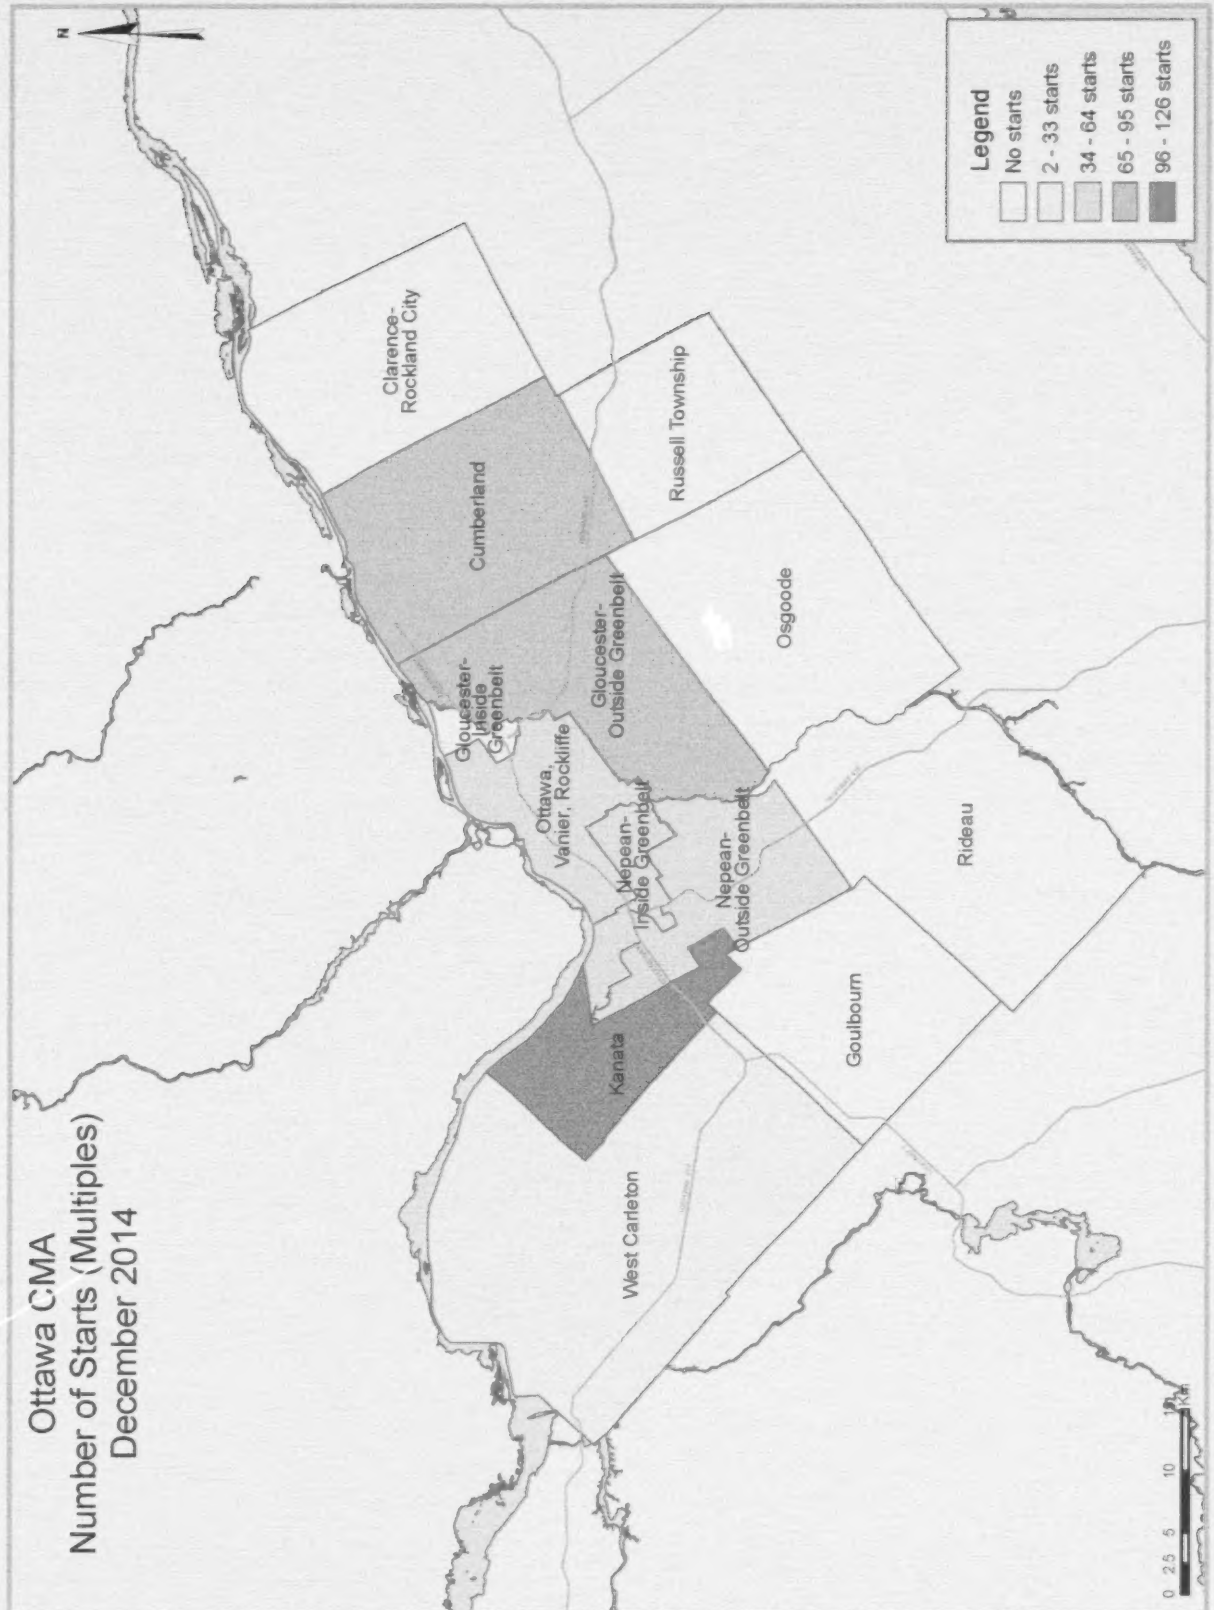 Ottawa CMA
Number of Starts (Multiples)
December 2014
N
Legend
No starts
2 - 33 starts
34 - 64 starts
65 - 95 starts
96 - 126 starts
Clarence-
Rockland City
Cumberland
Russell Township
Gloucester-
Inside
Greenbelt
Gloucester-
Outside Greenbelt
Osgoode
Ottawa,
Vanier, Rockliffe
Nepean-
Inside Greenbelt
Nepean-
Outside Greenbelt
Rideau
Kanata
Goulbourn
West Carleton
0 2.5 5 10
Km